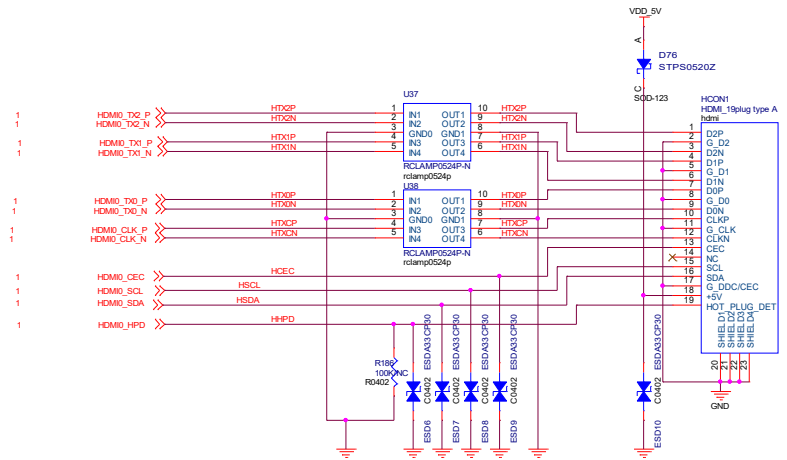 VDD_5V
A
D76
STPS0520Z
C
SOD-123
HCON1
HDMI_19plug type A
hdmi
U37
1 HDMI0_TX2_P HTX2P 1 IN1 OUT1 10 HTX2P
1 HDMI0_TX2_N HTX2N 2 IN2 OUT2 9 HTX2N
3 GND0 GND1 8
1 HDMI0_TX1_P HTX1P 4 IN3 OUT3 7 HTX1P
1 HDMI0_TX1_N HTX1N 5 IN4 OUT4 6 HTX1N
RCLAMP0524P-N
rclamp0524p
U38
1 HDMI0_TX0_P HTX0P 1 IN1 OUT1 10 HTX0P
1 HDMI0_TX0_N HTX0N 2 IN2 OUT2 9 HTX0N
3 GND0 GND1 8
1 HDMI0_CLK_P HTXCP 4 IN3 OUT3 7 HTXCP
1 HDMI0_CLK_N HTXCN 5 IN4 OUT4 6 HTXCN
RCLAMP0524P-N
rclamp0524p
1 HDMI0_CEC HCEC
1 HDMI0_SCL HSCL
1 HDMI0_SDA HSDA
1 HDMI0_HPD HHPD
1 D2P
2 G_D2
3 D2N
4 D1P
5 G_D1
6 D1N
7 D0P
8 G_D0
9 D0N
10 CLKP
11 G_CLK
12 CLKN
13 CEC
14 NC
15 SCL
16 SDA
17 G_DDC/CEC
18 +5V
19 HOT_PLUG_DET
SHIELD1 20
SHIELD2 21
SHIELD3 22
SHIELD4 23
GND
R186
100K/NC
R0402
ESDA33CP30
C0402
ESD6
ESDA33CP30
C0402
ESD7
ESDA33CP30
C0402
ESD8
ESDA33CP30
C0402
ESD9
ESDA33CP30
C0402
ESD10